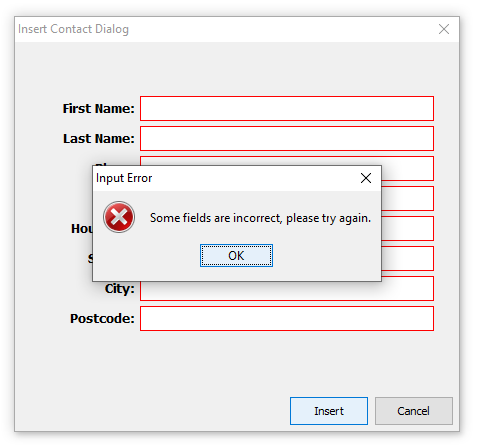 Insert Contact Dialog
First Name:
Last Name:
Input Error
Some fields are incorrect, please try again.
OK
City:
Postcode:
Insert
Cancel